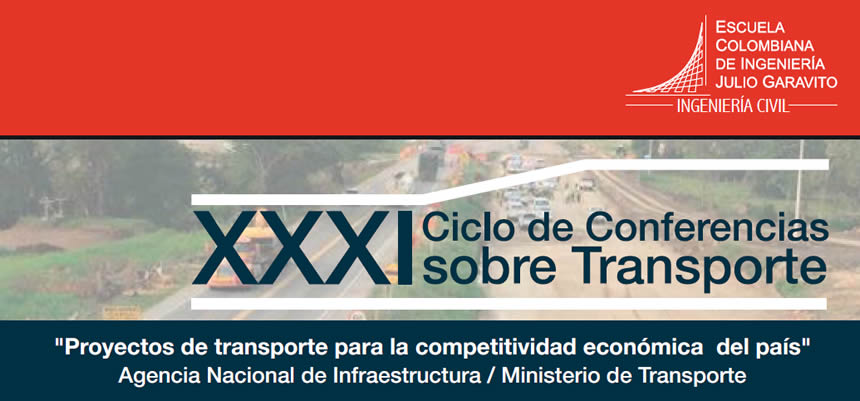 ESCUELA
COLOMBIANA
DE INGENIERÍA
JULIO GARAVITO
INGENIERÍA CIVIL
XXXI Ciclo de Conferencias
sobre Transporte
"Proyectos de transporte para la competitividad económica del país"
Agencia Nacional de Infraestructura / Ministerio de Transporte